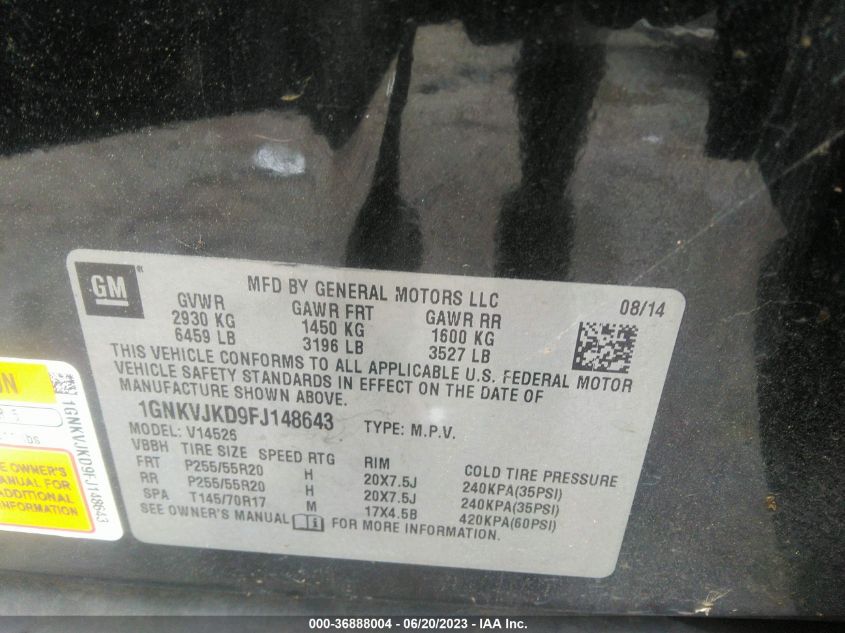 GM
MFD BY GENERAL MOTORS LLC
08/14
GVWR GAWR FRT GAWR RR
2930 KG 1450 KG 1600 KG
6459 LB 3196 LB 3527 LB
THIS VEHICLE CONFORMS TO ALL APPLICABLE U.S. FEDERAL MOTOR
VEHICLE SAFETY STANDARDS IN EFFECT ON THE DATE OF
MANUFACTURE SHOWN ABOVE.
1GNKVJKD9FJ148643 TYPE: M.P.V.
MODEL: V14526
VBBH TIRE SIZE SPEED RTG RIM COLD TIRE PRESSURE
FRT P255/55R20 H 20X7.5J 240KPA(35PSI)
RR P255/55R20 H 20X7.5J 240KPA(35PSI)
SPA T145/70R17 M 17X4.5B 420KPA(60PSI)
SEE OWNER'S MANUAL FOR MORE INFORMATION.
1GNKVJKD9FJ148643
lbs
EE OWNER'S
MANUAL FOR
ADDITIONAL
INFORMATION
000-36888004 - 06/20/2023 - IAA Inc.